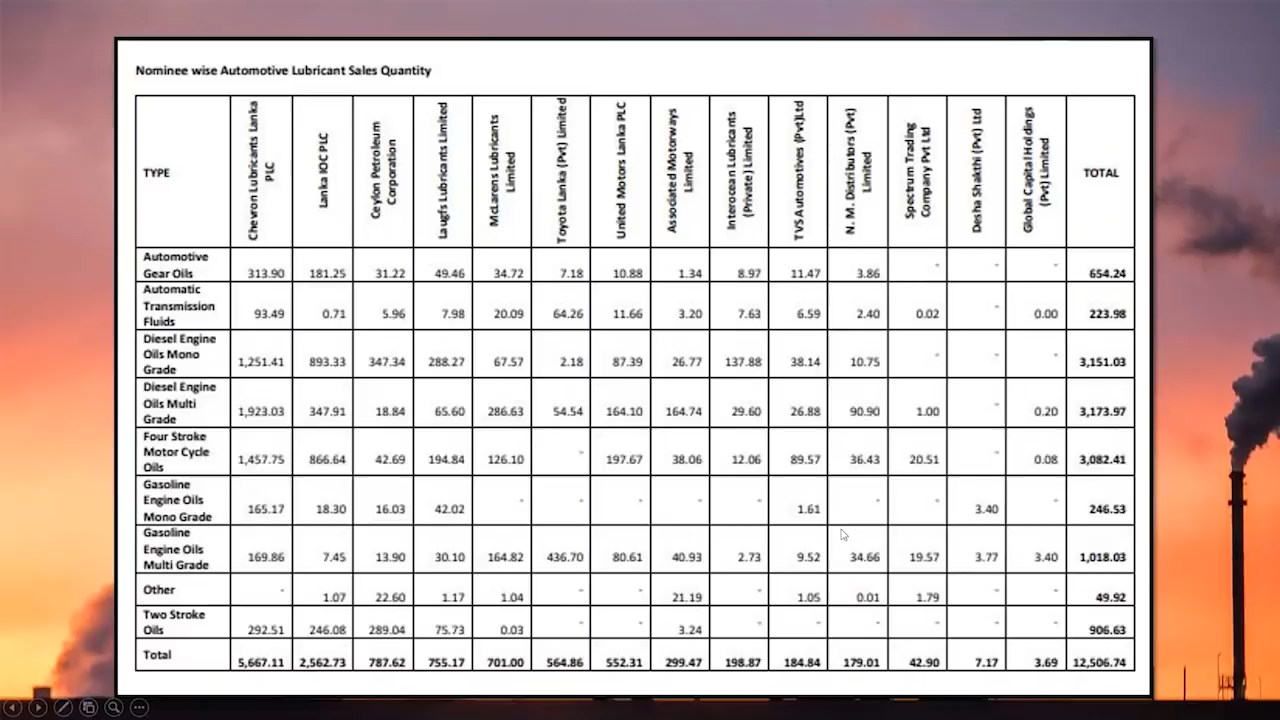 Nominee wise Automotive Lubricant Sales Quantity
TYPE Chevron Lubricants Lanka PLC Lanka IOC PLC Ceylon Petroleum Corporation Laugfs Lubricants Limited McLarens Lubricants Limited Toyota Lanka (Pvt) Limited United Motors Lanka PLC Associated Motorways Limited Interocean Lubricants (Private) Limited TVS Automotives (Pvt)Ltd N. M. Distributors (Pvt) Limited Spectrum Trading Company Pvt Ltd Desha Shakthi (Pvt) Ltd Global Capital Holdings (Pvt) Limited TOTAL
Automotive Gear Oils 313.90 181.25 31.22 49.46 34.72 7.18 10.88 1.34 8.97 11.47 3.86 - - - 654.24
Automatic Transmission Fluids 93.49 0.71 5.96 7.98 20.09 64.26 11.66 3.20 7.63 6.59 2.40 0.02 - 0.00 223.98
Diesel Engine Oils Mono Grade 1,251.41 893.33 347.34 288.27 67.57 2.18 87.39 26.77 137.88 38.14 10.75 - - - 3,151.03
Diesel Engine Oils Multi Grade 1,923.03 347.91 18.84 65.60 286.63 54.54 164.10 164.74 29.60 26.88 90.90 1.00 - 0.20 3,173.97
Four Stroke Motor Cycle Oils 1,457.75 866.64 42.69 194.84 126.10 - 197.67 38.06 12.06 89.57 36.43 20.51 - 0.08 3,082.41
Gasoline Engine Oils Mono Grade 165.17 18.30 16.03 42.02 - - - - - 1.61 - - 3.40 - 246.53
Gasoline Engine Oils Multi Grade 169.86 7.45 13.90 30.10 164.82 436.70 80.61 40.93 2.73 9.52 34.66 19.57 3.77 3.40 1,018.03
Other - 1.07 22.60 1.17 1.04 - - 21.19 - 1.05 0.01 1.79 - - 49.92
Two Stroke Oils 292.51 246.08 289.04 75.73 0.03 - - 3.24 - - - - - - 906.63
Total 5,667.11 2,562.73 787.62 755.17 701.00 564.86 552.31 299.47 198.87 184.84 179.01 42.90 7.17 3.69 12,506.74